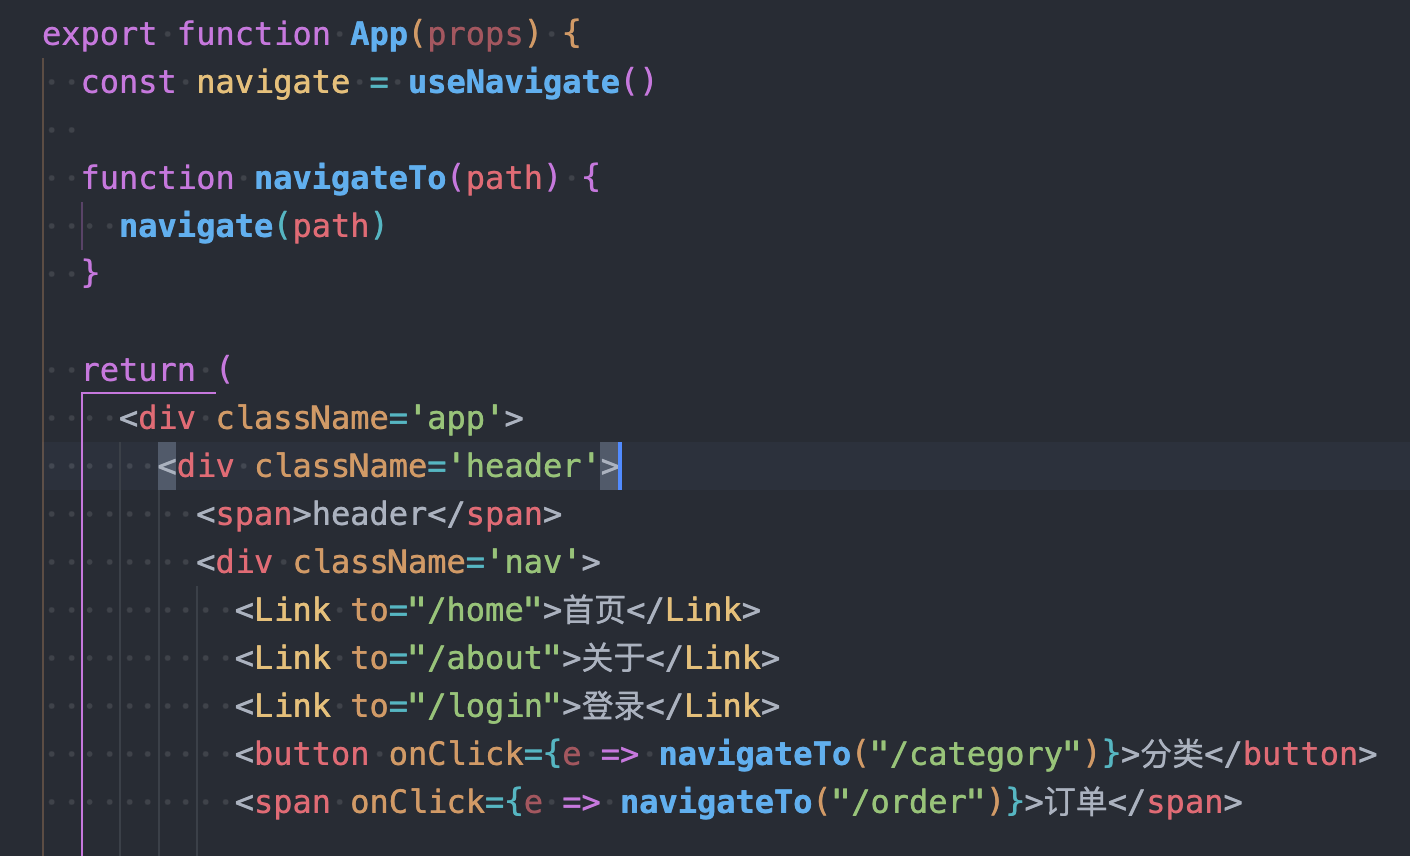 export function App(props) {
  const navigate = useNavigate()

  function navigateTo(path) {
    navigate(path)
  }

  return (
    <div className='app'>
      <div className='header'>
        <span>header</span>
        <div className='nav'>
          <Link to="/home">首页</Link>
          <Link to="/about">关于</Link>
          <Link to="/login">登录</Link>
          <button onClick={e => navigateTo("/category")}>分类</button>
          <span onClick={e => navigateTo("/order")}>订单</span>